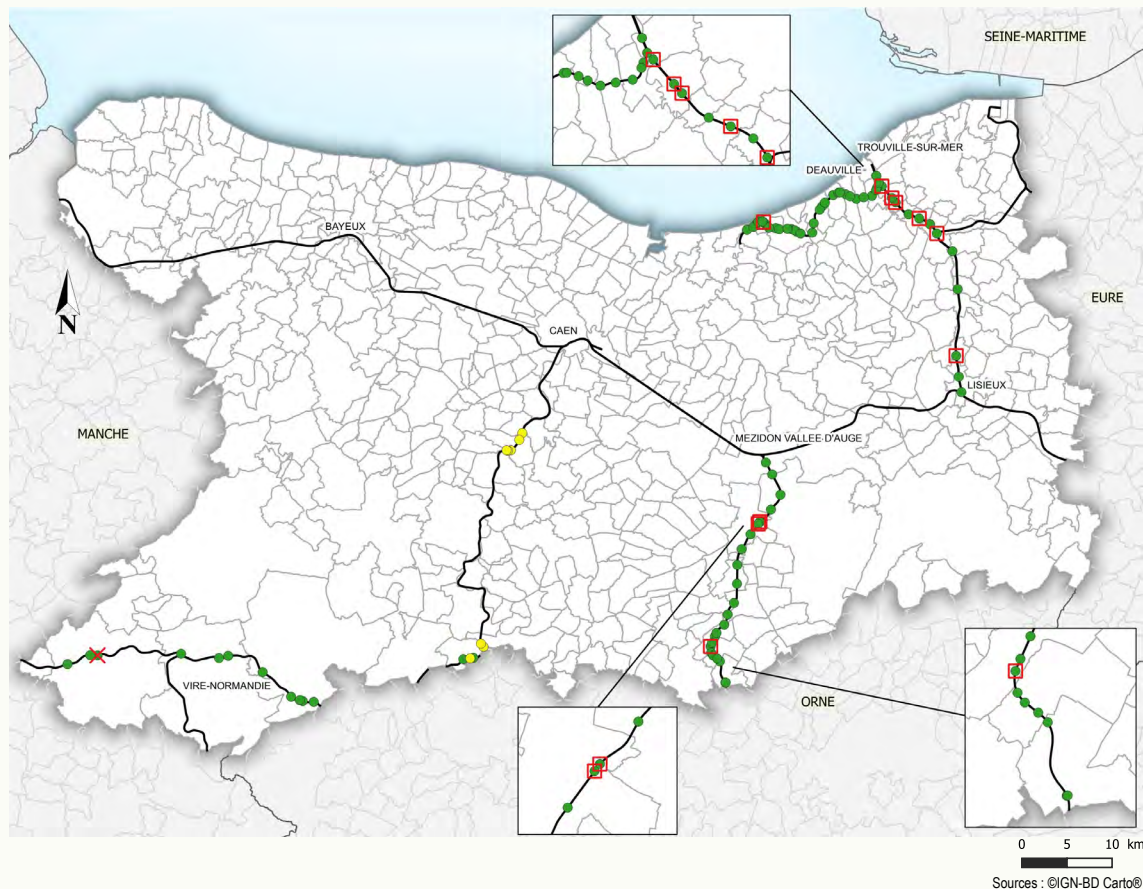 SEINE-MARITIME
TROUVILLE-SUR-MER
DEAUVILLE
BAYEUX
EURE
N
CAEN
LISIEUX
MANCHE
MEZIDON VALLEE D'AUGE
VIRE-NORMANDIE
ORNE
0 5 10 km
Sources : ©IGN-BD Carto®